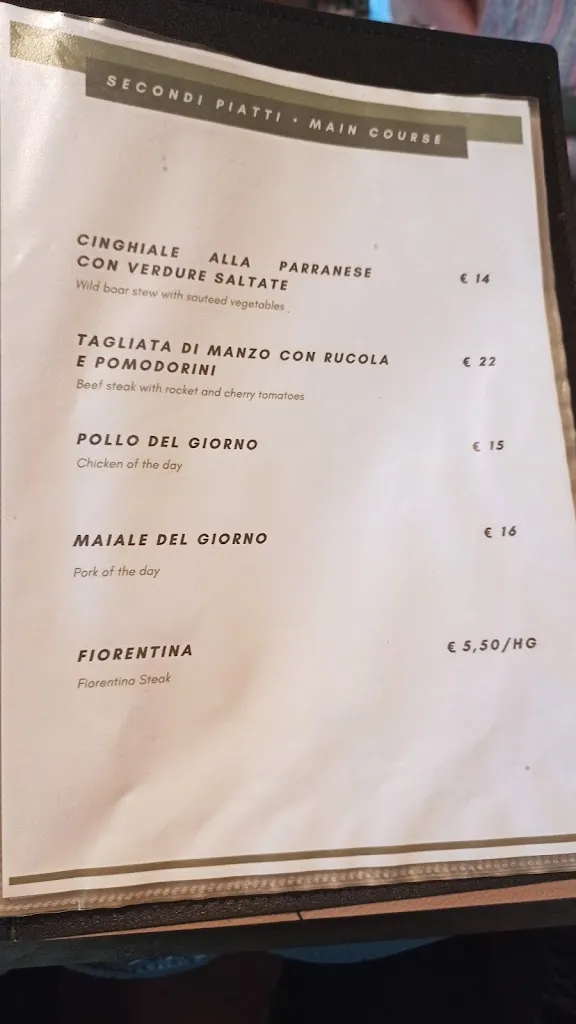 SECONDI PIATTI • MAIN COURSE
CINGHIALE ALLA PARRANESE
CON VERDURE SALTATE
€ 14
Wild boar stew with sauteed vegetables .
TAGLIATA DI MANZO CON RUCOLA
E POMODORINI
€ 22
Beef steak with rocket and cherry tomatoes
POLLO DEL GIORNO
€ 15
Chicken of the day
MAIALE DEL GIORNO
€ 16
Pork of the day
FIORENTINA
€ 5,50/HG
Fiorentina Steak